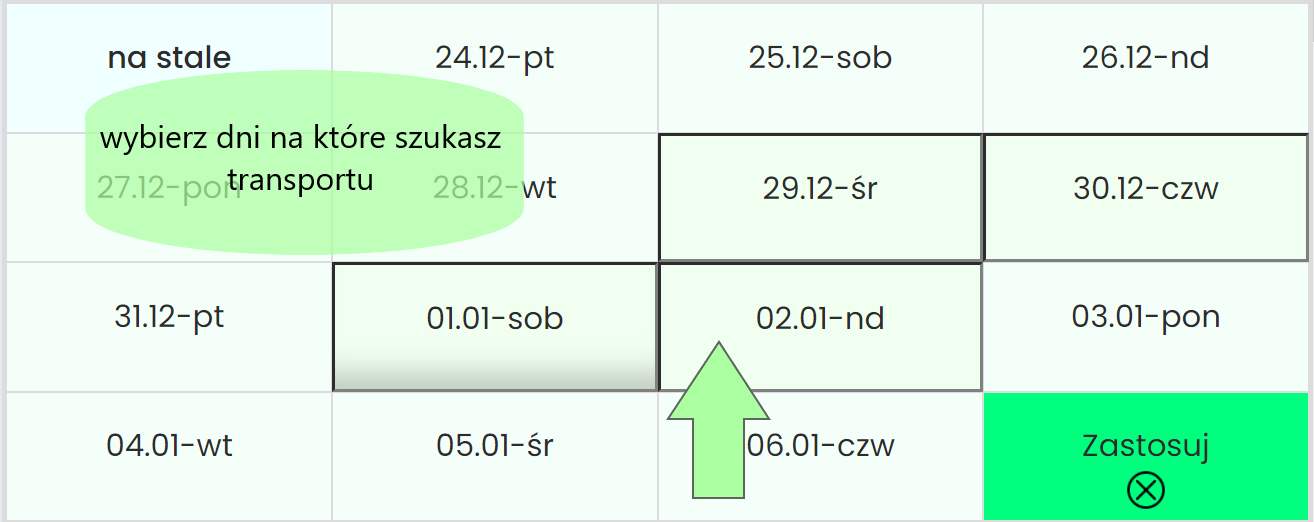 na stale
24.12-pt
25.12-sob
26.12-nd
wybierz dni na które szukasz
transportu
27.12-pon
28.12-wt
29.12-śr
30.12-czw
31.12-pt
01.01-sob
02.01-nd
03.01-pon
04.01-wt
05.01-śr
06.01-czw
Zastosuj